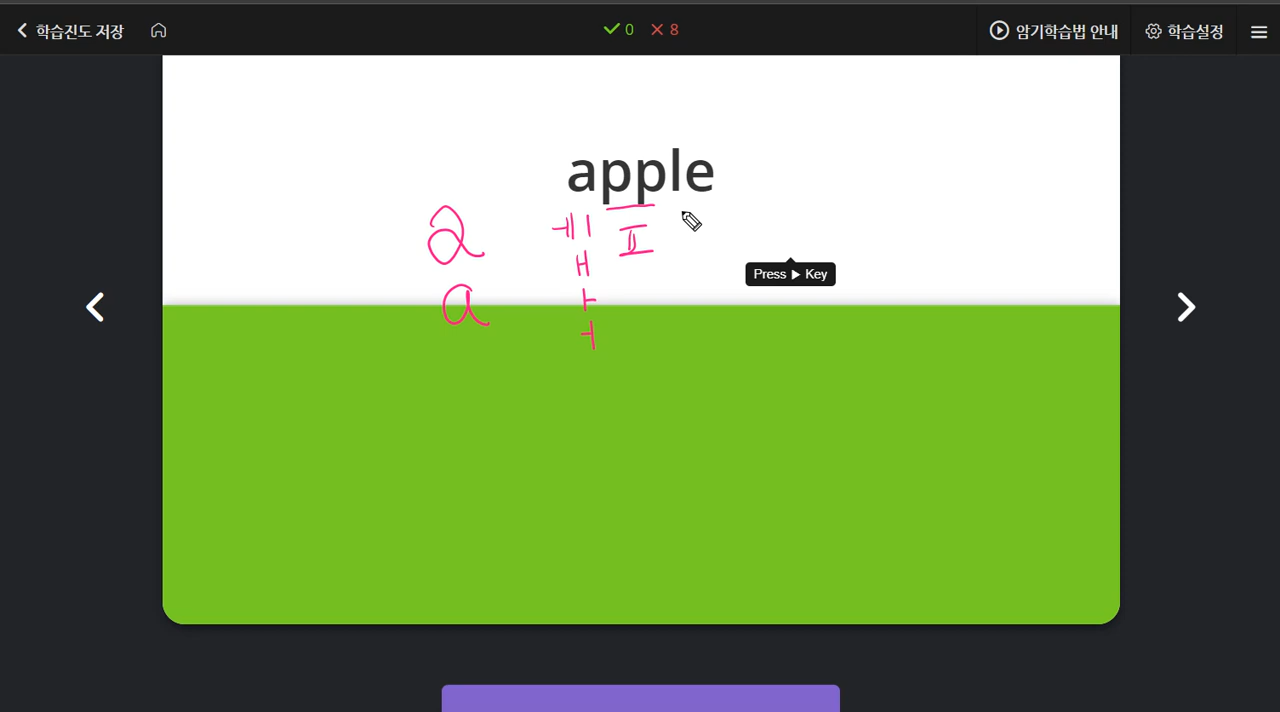 학습진도 저장 0 8 암기학습법 안내 학습설정
apple
a ㅔㅣ ㅍ
Press ▶ Key
ㅐ
a ㅏ
ㅓ